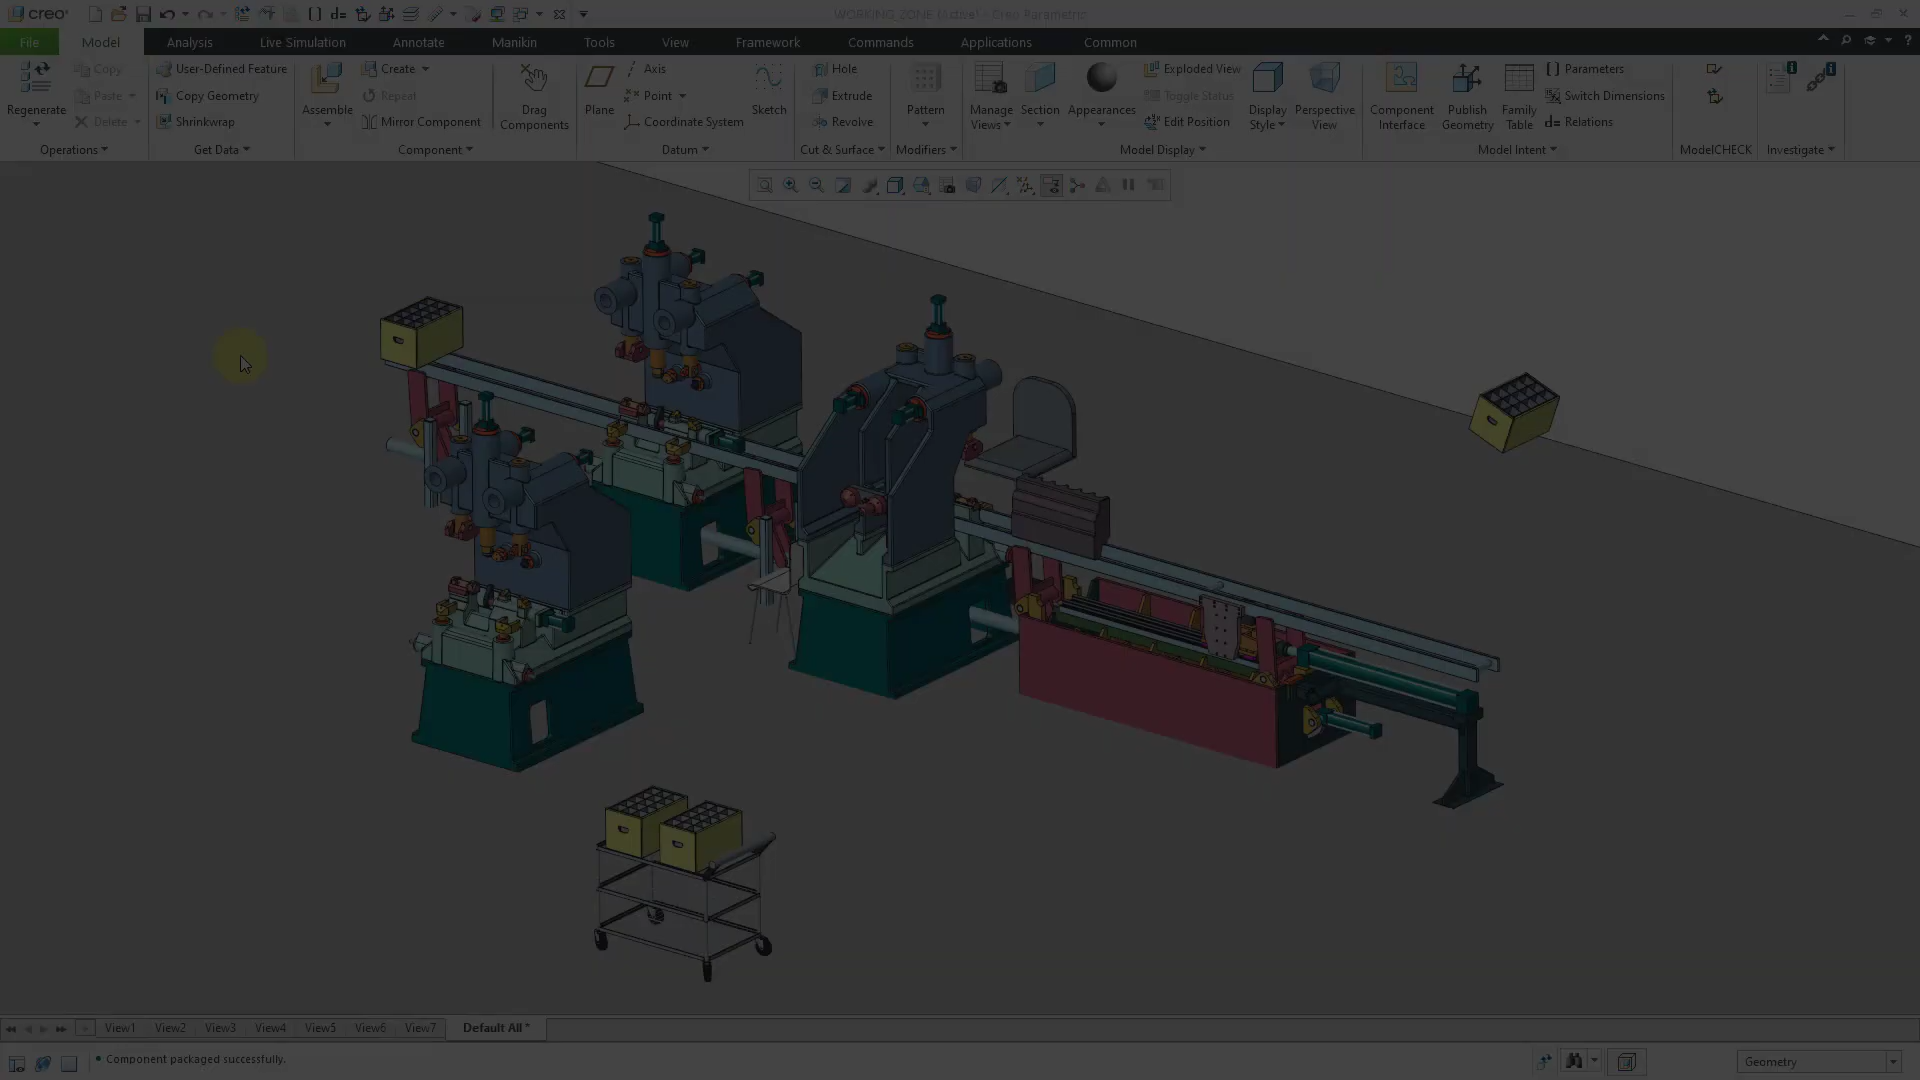 creo
d=
WORKING_ZONE (Active) - Creo Parametric
File Model Analysis Live Simulation Annotate Manikin Tools View Framework Commands Applications Common
Regenerate
Copy
Paste
Delete
Operations
User-Defined Feature
Copy Geometry
Shrinkwrap
Get Data
Assemble
Create
Repeat
Mirror Component
Component
Drag
Components
Plane
Axis
Point
Coordinate System
Sketch
Datum
Hole
Extrude
Revolve
Cut & Surface
Pattern
Modifiers
Manage
Views
Section
Appearances
Exploded View
Toggle Status
Edit Position
Display
Style
Perspective
View
Model Display
Component
Interface
Publish
Geometry
Family
Table
Parameters
Switch Dimensions
d= Relations
Model Intent
ModelCHECK
Investigate
View1 View2 View3 View4 View5 View6 View7 Default All *
Component packaged successfully.
Geometry